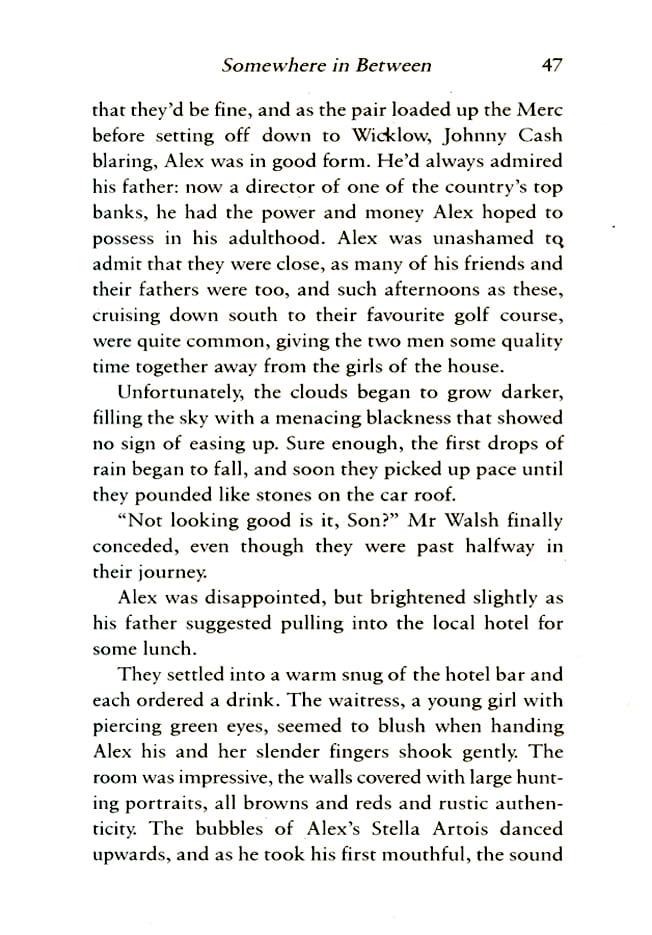 Somewhere in Between 47
that they'd be fine, and as the pair loaded up the Merc
before setting off down to Wicklow, Johnny Cash
blaring, Alex was in good form. He'd always admired
his father: now a director of one of the country's top
banks, he had the power and money Alex hoped to
possess in his adulthood. Alex was unashamed to
admit that they were close, as many of his friends and
their fathers were too, and such afternoons as these,
cruising down south to their favourite golf course,
were quite common, giving the two men some quality
time together away from the girls of the house.
Unfortunately, the clouds began to grow darker,
filling the sky with a menacing blackness that showed
no sign of easing up. Sure enough, the first drops of
rain began to fall, and soon they picked up pace until
they pounded like stones on the car roof.
“Not looking good is it, Son?” Mr Walsh finally
conceded, even though they were past halfway in
their journey.
Alex was disappointed, but brightened slightly as
his father suggested pulling into the local hotel for
some lunch.
They settled into a warm snug of the hotel bar and
each ordered a drink. The waitress, a young girl with
piercing green eyes, seemed to blush when handing
Alex his and her slender fingers shook gently. The
room was impressive, the walls covered with large hunt-
ing portraits, all browns and reds and rustic authen-
ticity. The bubbles of Alex's Stella Artois danced
upwards, and as he took his first mouthful, the sound